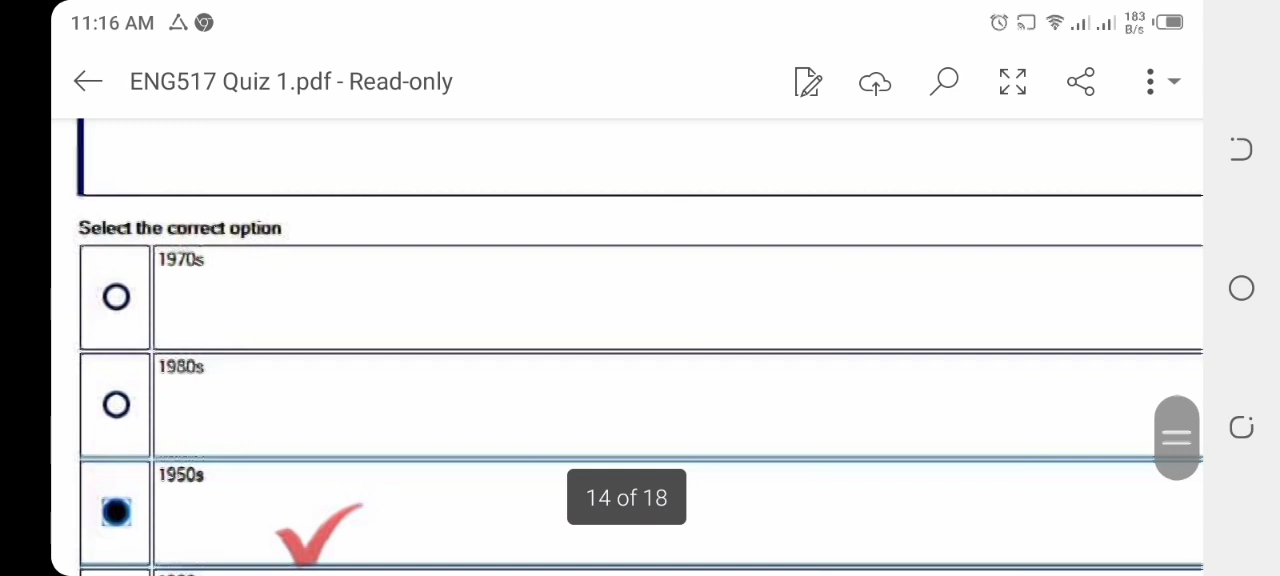 11:16 AM
183
B/s
ENG517 Quiz 1.pdf - Read-only
Select the correct option
1970s
1980s
1950s
14 of 18